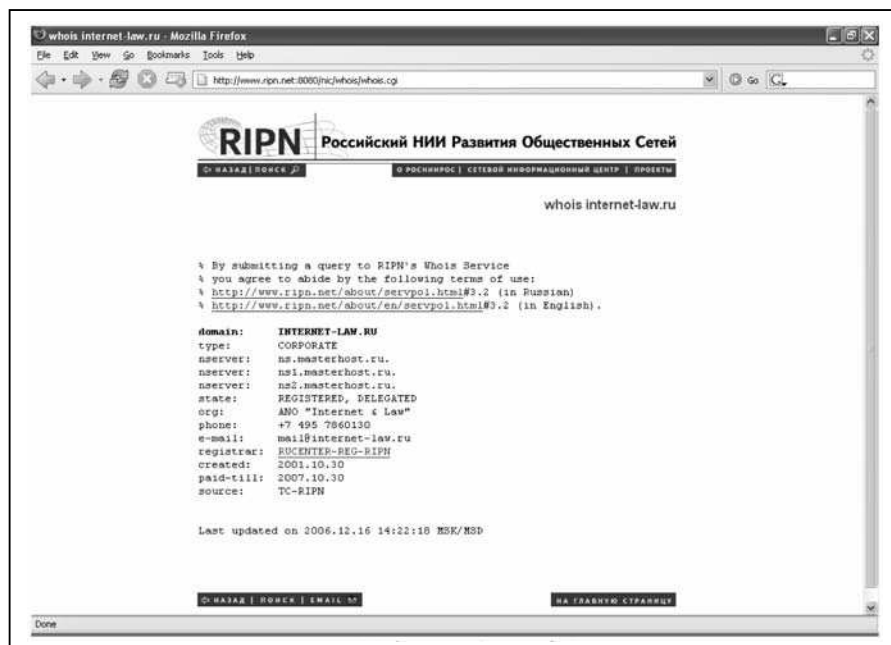 whois internet-law.ru - Mozilla Firefox
File Edit View Go Bookmarks Tools Help
http://www.ripn.net:8080/nic/whois/whois.cgi Go
RIPN Российский НИИ Развития Общественных Сетей
НАЗАД | ПОИСК О РОСНИИРОС | СЕТЕВОЙ ИНФОРМАЦИОННЫЙ ЦЕНТР | ПРОЕКТЫ
whois internet-law.ru
% By submitting a query to RIPN's Whois Service
% you agree to abide by the following terms of use:
% http://www.ripn.net/about/servpol.html#3.2 (in Russian)
% http://www.ripn.net/about/en/servpol.html#3.2 (in English).
domain: INTERNET-LAW.RU
type: CORPORATE
nserver: ns.masterhost.ru.
nserver: ns1.masterhost.ru.
nserver: ns2.masterhost.ru.
state: REGISTERED, DELEGATED
org: ANO "Internet & Law"
phone: +7 495 7860130
e-mail: mail@internet-law.ru
registrar: RUCENTER-REG-RIPN
created: 2001.10.30
paid-till: 2007.10.30
source: TC-RIPN
Last updated on 2006.12.16 14:22:18 MSK/MSD
НАЗАД | ПОИСК | EMAIL НА ГЛАВНУЮ СТРАНИЦУ
Done